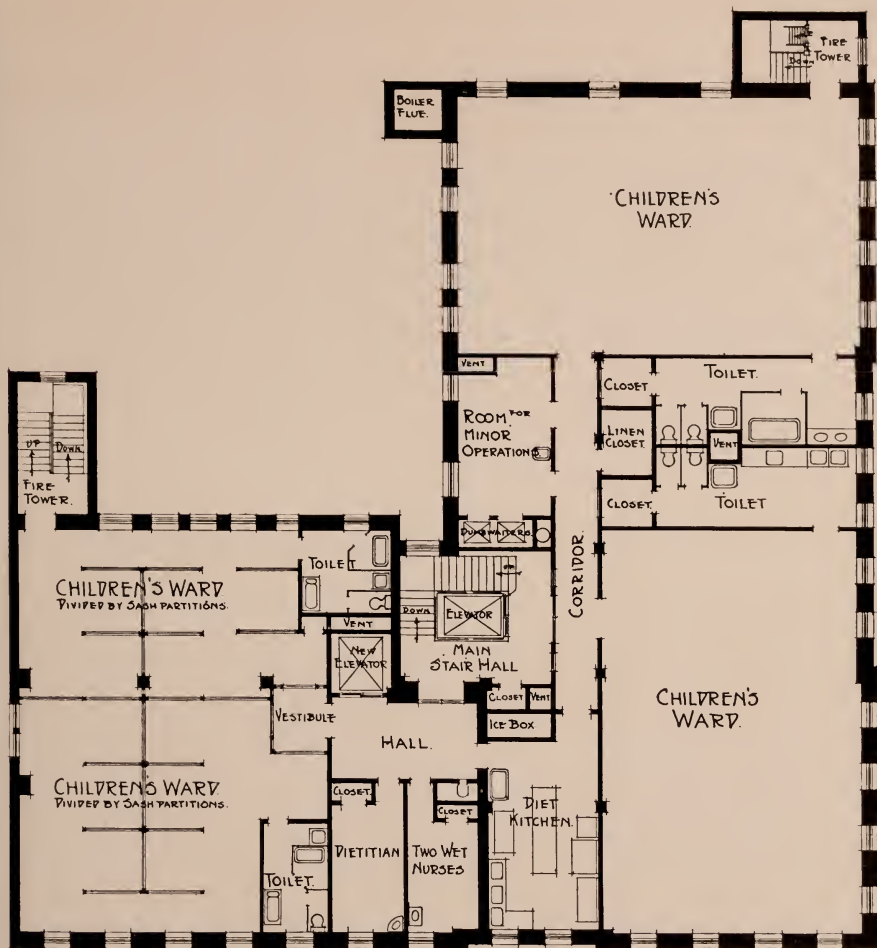 FIRE
TOWER
DOWN
BOILER
FLUE.
CHILDREN'S
WARD.
VENT
CLOSET
TOILET.
ROOM FOR
MINOR
OPERATIONS
LINEN
CLOSET.
VENT
CLOSET.
TOILET
UP
DOWN
FIRE
TOWER.
DUMBWAITERS.
CHILDREN'S WARD
DIVIDED BY SASH PARTITIONS.
TOILET
VENT
NEW
ELEVATOR
UP
DOWN
ELEVATOR
MAIN
STAIR HALL
CORRIDOR.
CLOSET
VENT
ICE BOX
VESTIBULE
HALL.
CHILDREN'S
WARD.
CHILDREN'S WARD
DIVIDED BY SASH PARTITIONS.
CLOSET.
CLOSET
DIET
KITCHEN.
DIETITIAN
TWO WET
NURSES
TOILET.